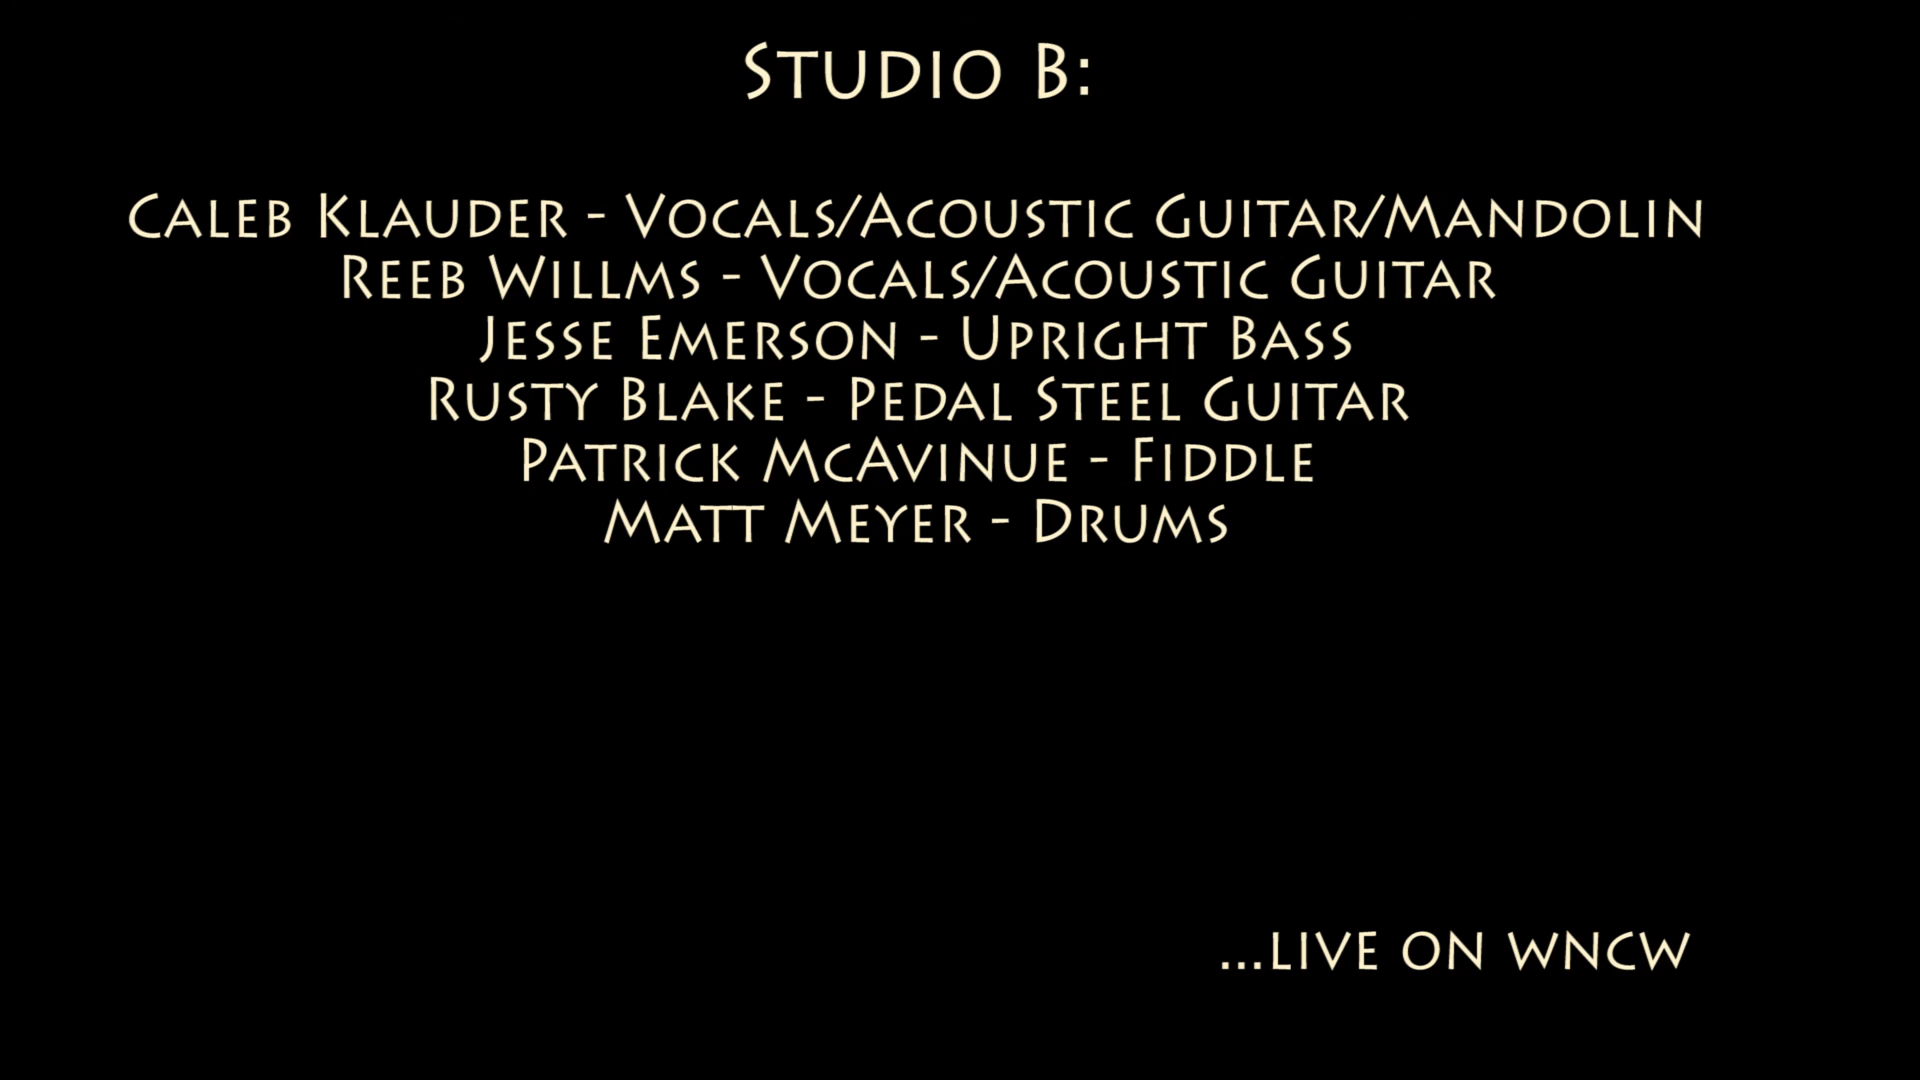 Studio B:
Caleb Klauder - Vocals/Acoustic Guitar/Mandolin
Reeb Willms - Vocals/Acoustic Guitar
Jesse Emerson - Upright Bass
Rusty Blake - Pedal Steel Guitar
Patrick McAvinue - Fiddle
Matt Meyer - Drums
...live on wncw